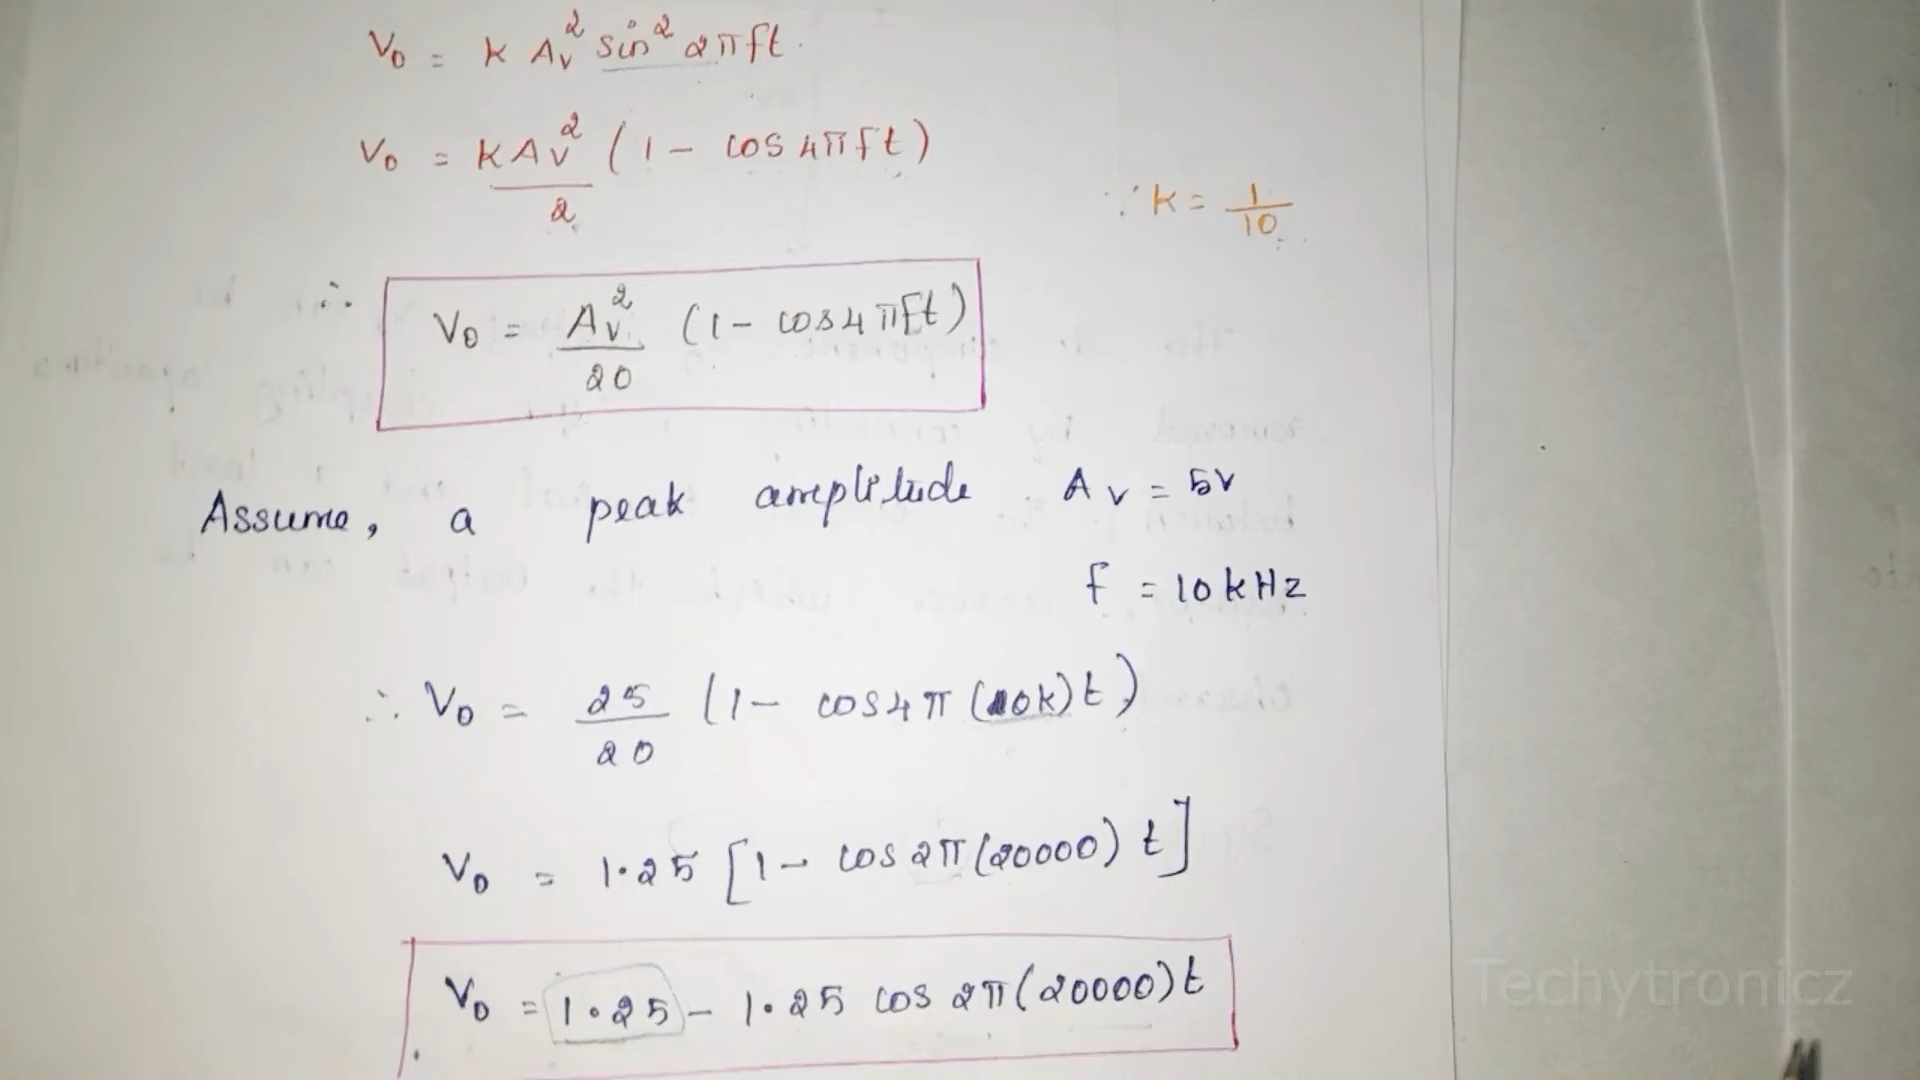 V₀ = K Aᵥ² sin² 2πft.
V₀ = KAᵥ²/2 (1 - cos 4πft)
∵ K = 1/10
∴ V₀ = Aᵥ²/20 (1 - cos 4πft)
Assume, a peak amplitude Aᵥ = 5V
f = 10kHz
∴ V₀ = 25/20 (1 - cos 4π (10k) t)
V₀ = 1.25 [1 - cos 2π (20000) t]
V₀ = 1.25 - 1.25 cos 2π (20000) t
Techytronicz